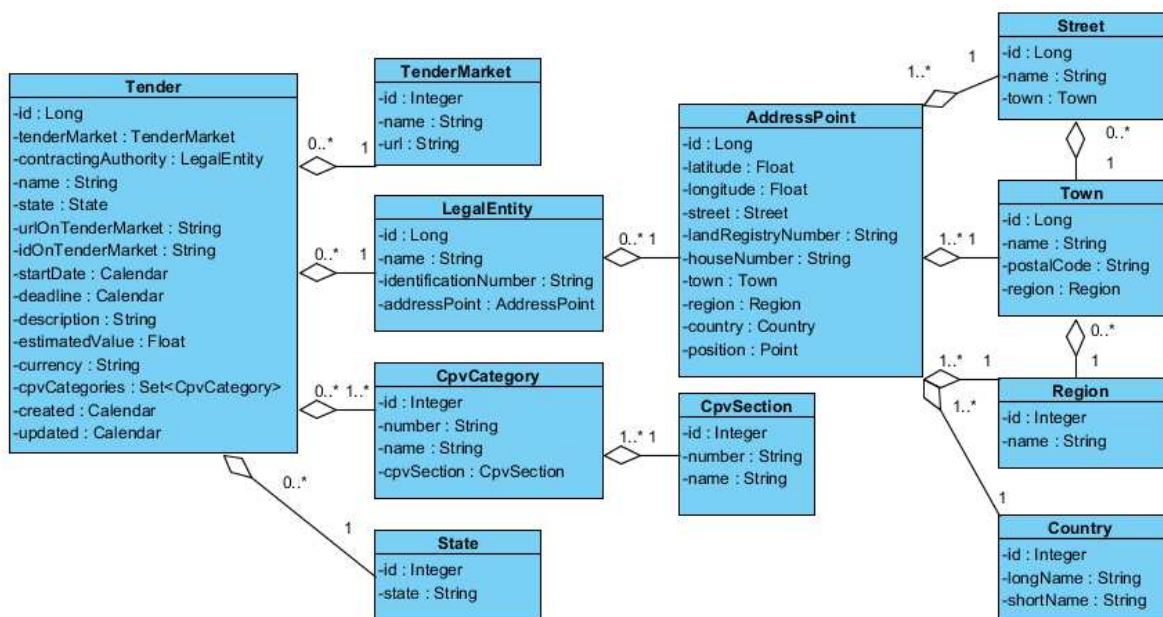 Tender
-id : Long
-tenderMarket : TenderMarket
-contractingAuthority : LegalEntity
-name : String
-state : State
-urlOnTenderMarket : String
-idOnTenderMarket : String
-startDate : Calendar
-deadline : Calendar
-description : String
-estimatedValue : Float
-currency : String
-cpvCategories : Set<CpvCategory>
-created : Calendar
-updated : Calendar
0..* 1
0..* 1
0..* 1..*
0..*
1
TenderMarket
-id : Integer
-name : String
-url : String
LegalEntity
-id : Long
-name : String
-identificationNumber : String
-addressPoint : AddressPoint
0..* 1
CpvCategory
-id : Integer
-number : String
-name : String
-cpvSection : CpvSection
1..* 1
State
-id : Integer
-state : String
AddressPoint
-id : Long
-latitude : Float
-longitude : Float
-street : Street
-landRegistryNumber : String
-houseNumber : String
-town : Town
-region : Region
-country : Country
-position : Point
CpvSection
-id : Integer
-number : String
-name : String
1..* 1
1..* 1
1..* 1
1..*
1
Street
-id : Long
-name : String
-town : Town
0..*
1
Town
-id : Long
-name : String
-postalCode : String
-region : Region
0..*
1
Region
-id : Integer
-name : String
Country
-id : Integer
-longName : String
-shortName : String